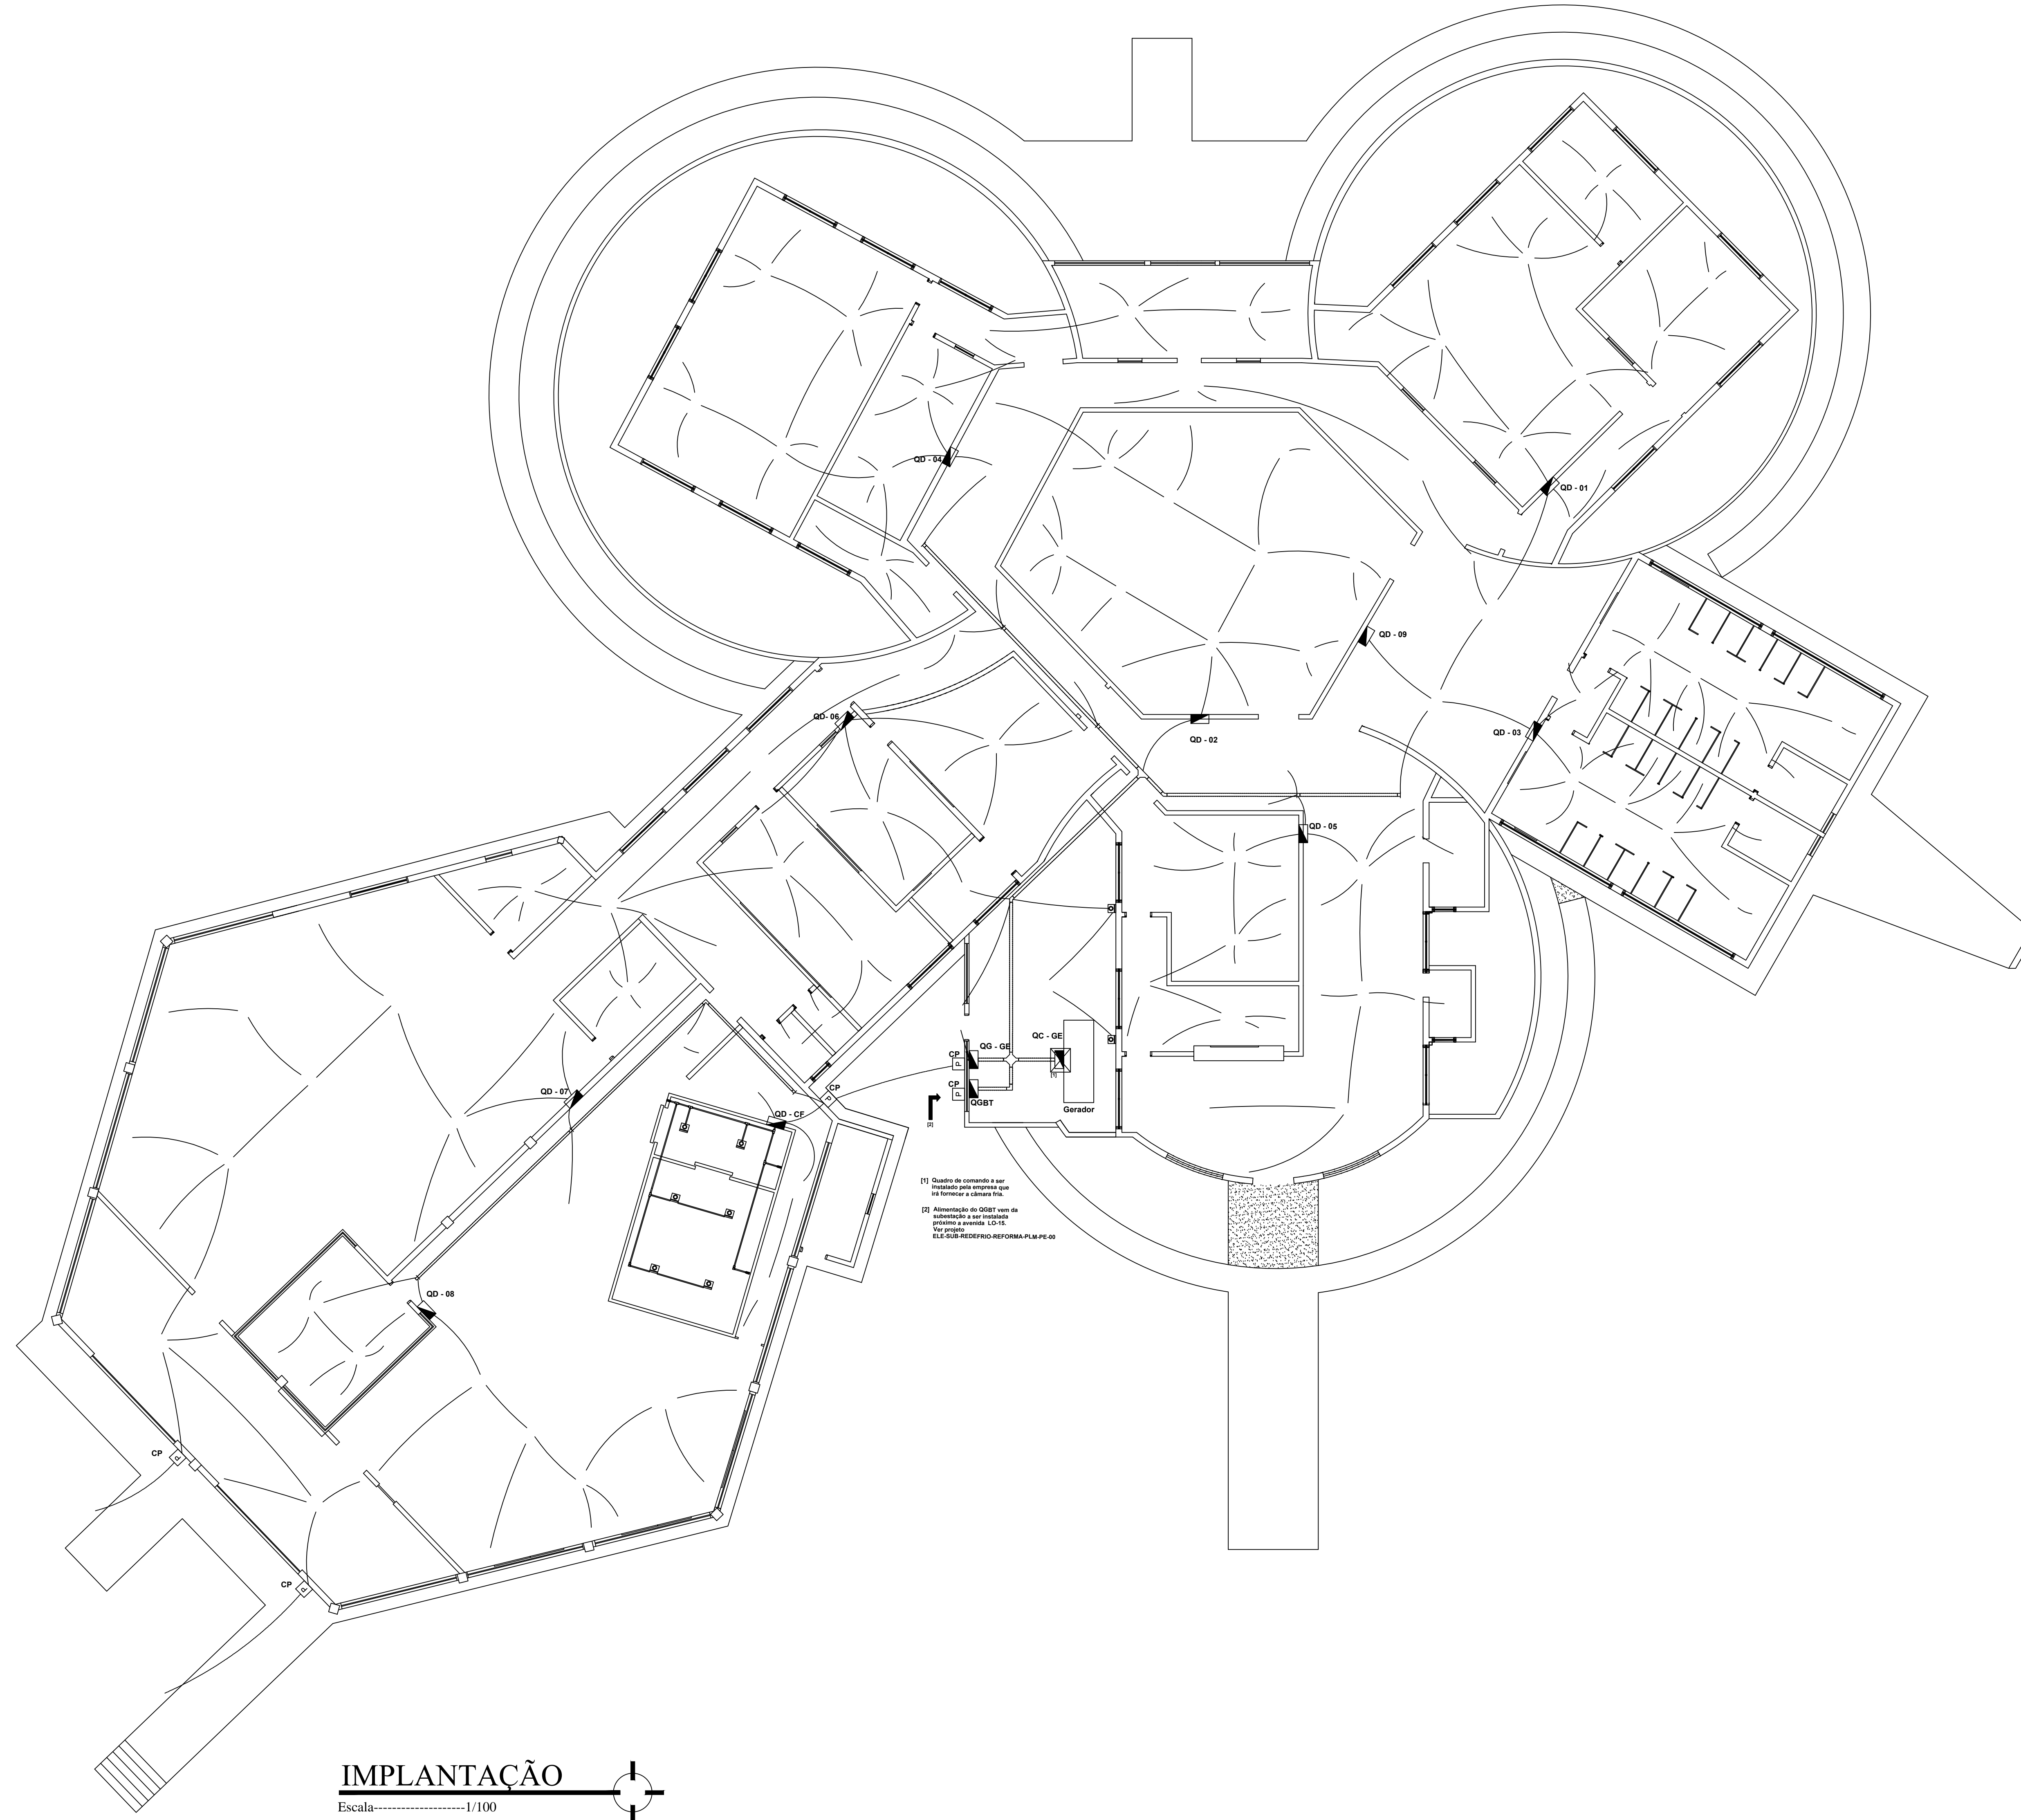 QD - 04
QD - 01
QD - 09
QD- 06
QD - 02
QD - 03
QD - 05
QG - GE
QC - GE
CP
P
[1]
CP
P
QGBT
Gerador
[2]
QD - 07
CP
P
QD - CF
[1] Quadro de comando a ser
instalado pela empresa que
irá fornecer a câmara fria.
[2] Alimentação do QGBT vem da
subestação a ser instalada
próximo a avenida LO-15.
Ver projeto
ELE-SUB-REDEFRIO-REFORMA-PLM-PE-00
QD - 08
CP
P
CP
P
IMPLANTAÇÃO
Escala--------------------1/100